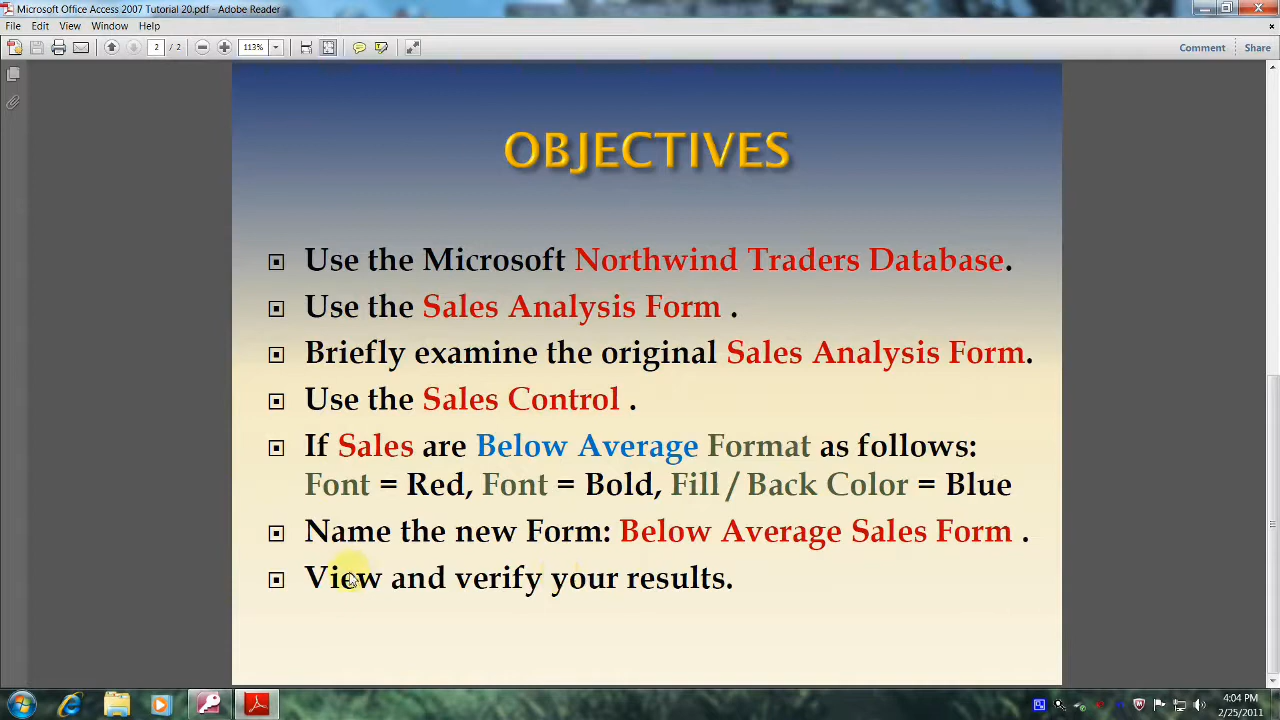 Microsoft Office Access 2007 Tutorial 20.pdf - Adobe Reader
File Edit View Window Help
2 / 2 113% Comment Share
OBJECTIVES
Use the Microsoft Northwind Traders Database.
Use the Sales Analysis Form .
Briefly examine the original Sales Analysis Form.
Use the Sales Control .
If Sales are Below Average Format as follows:
Font = Red, Font = Bold, Fill / Back Color = Blue
Name the new Form: Below Average Sales Form .
View and verify your results.
4:04 PM
2/25/2011